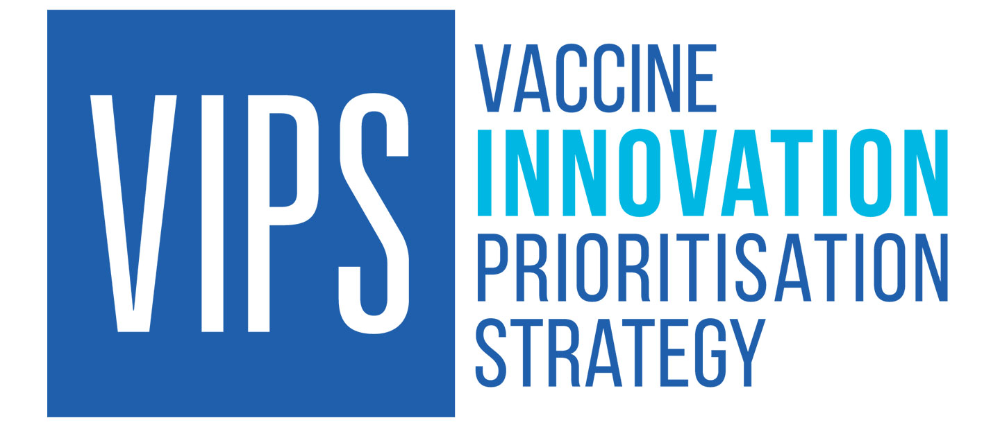 VIPS
VACCINE
INNOVATION
PRIORITISATION
STRATEGY